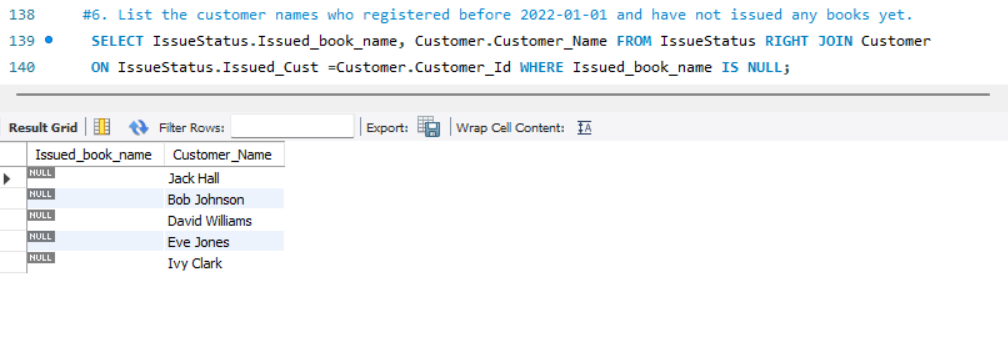 138 #6. List the customer names who registered before 2022-01-01 and have not issued any books yet.
139 SELECT IssueStatus.Issued_book_name, Customer.Customer_Name FROM IssueStatus RIGHT JOIN Customer
140 ON IssueStatus.Issued_Cust =Customer.Customer_Id WHERE Issued_book_name IS NULL;
Result Grid Filter Rows: Export: Wrap Cell Content:
Issued_book_name Customer_Name
NULL Jack Hall
NULL Bob Johnson
NULL David Williams
NULL Eve Jones
NULL Ivy Clark